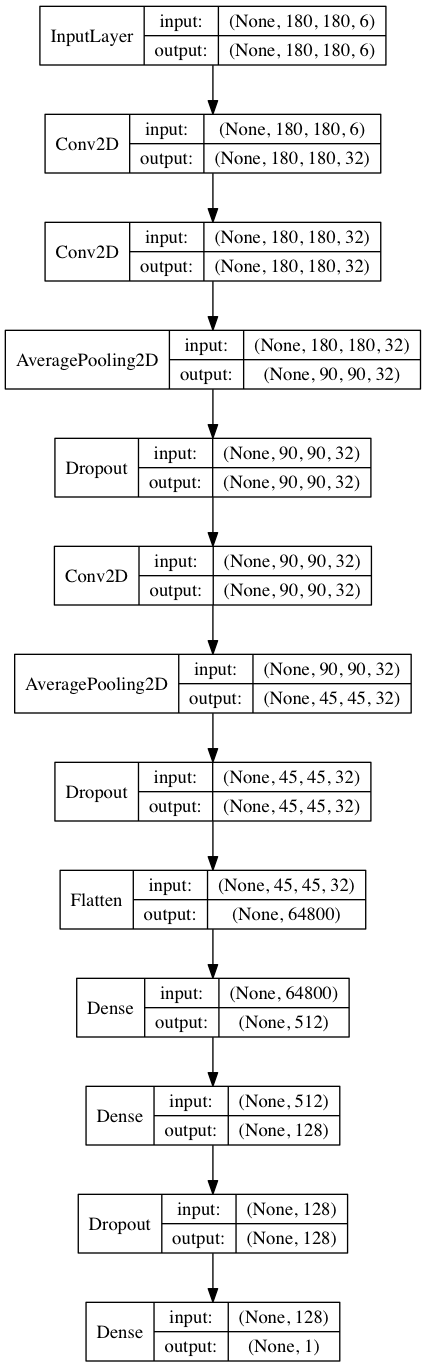 InputLayer
input: (None, 180, 180, 6)
output: (None, 180, 180, 6)
Conv2D
input: (None, 180, 180, 6)
output: (None, 180, 180, 32)
Conv2D
input: (None, 180, 180, 32)
output: (None, 180, 180, 32)
AveragePooling2D
input: (None, 180, 180, 32)
output: (None, 90, 90, 32)
Dropout
input: (None, 90, 90, 32)
output: (None, 90, 90, 32)
Conv2D
input: (None, 90, 90, 32)
output: (None, 90, 90, 32)
AveragePooling2D
input: (None, 90, 90, 32)
output: (None, 45, 45, 32)
Dropout
input: (None, 45, 45, 32)
output: (None, 45, 45, 32)
Flatten
input: (None, 45, 45, 32)
output: (None, 64800)
Dense
input: (None, 64800)
output: (None, 512)
Dense
input: (None, 512)
output: (None, 128)
Dropout
input: (None, 128)
output: (None, 128)
Dense
input: (None, 128)
output: (None, 1)